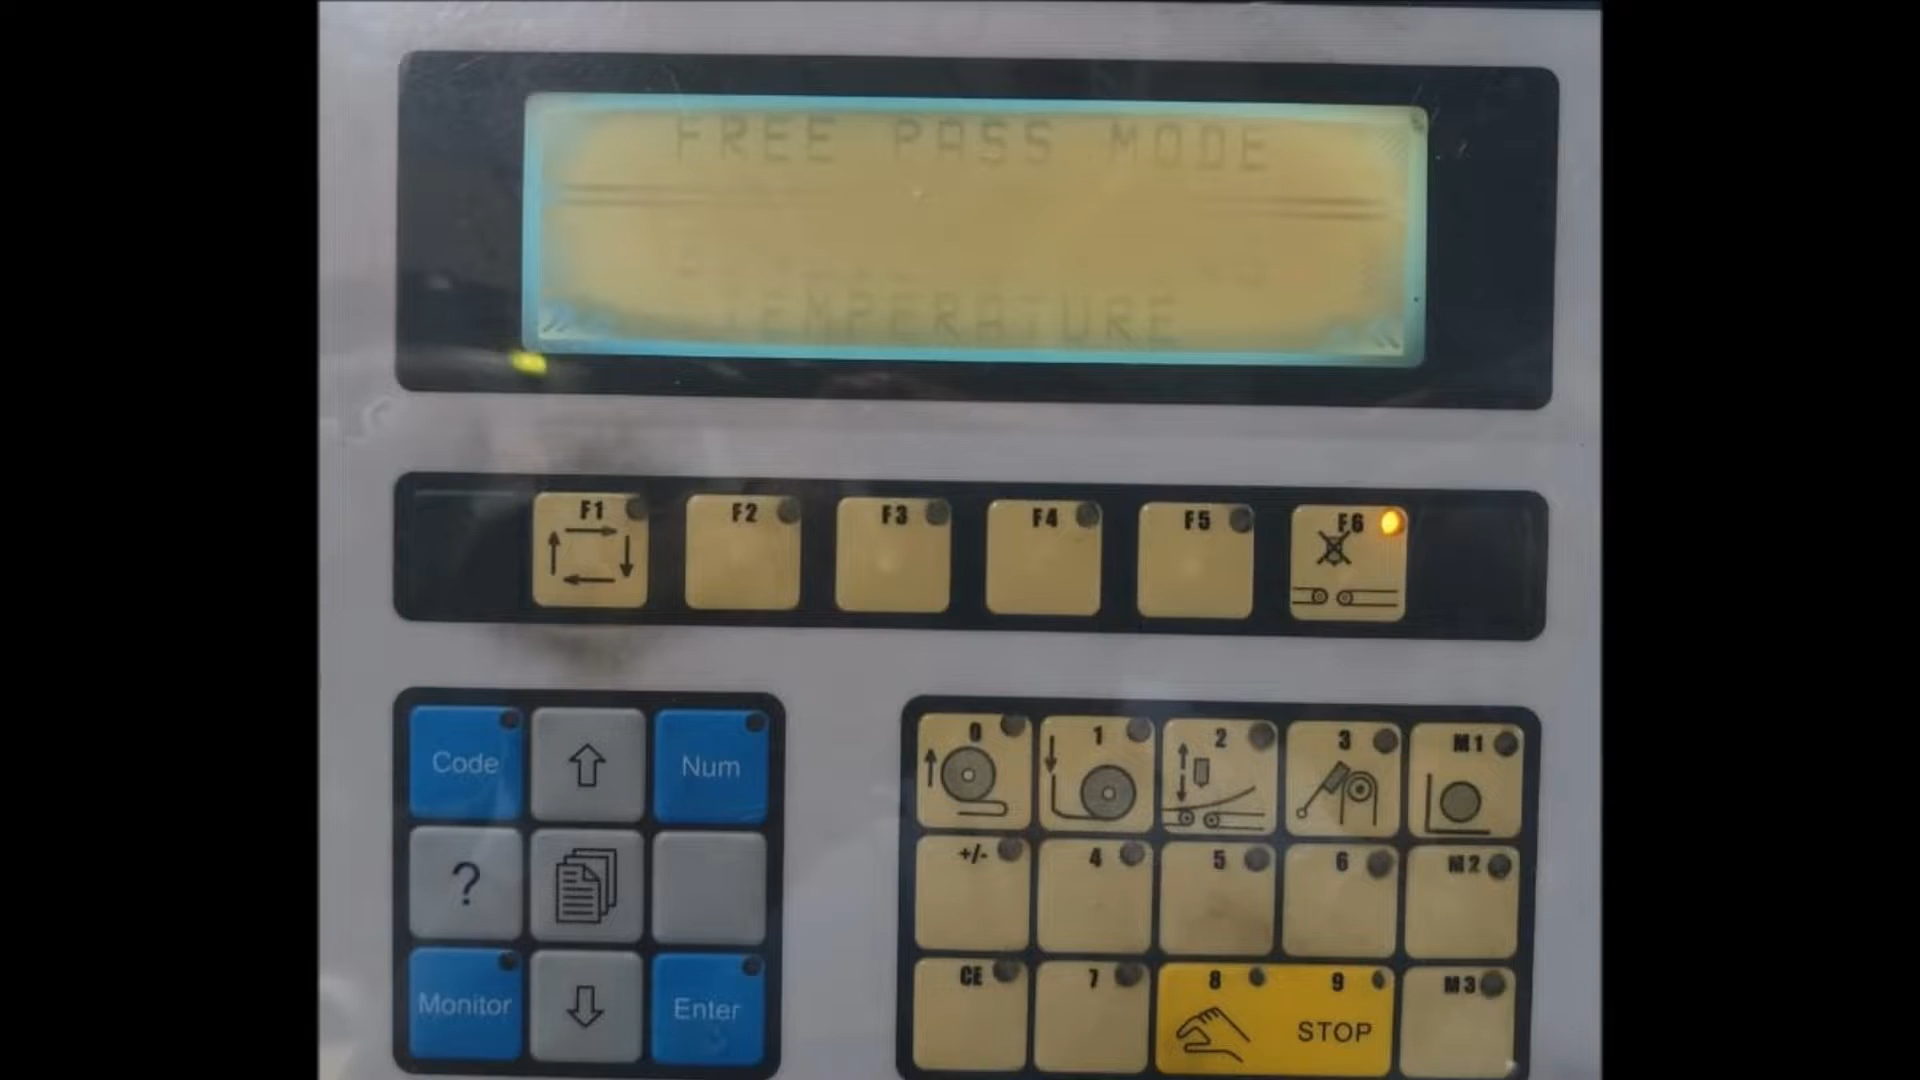 FREE PASS MODE
TEMPERATURE
F1 F2 F3 F4 F5 F6
Code Num
0 1 2 3 M1
?
+/- 4 5 6 M2
Monitor Enter
CE 7 8 9 M3
STOP